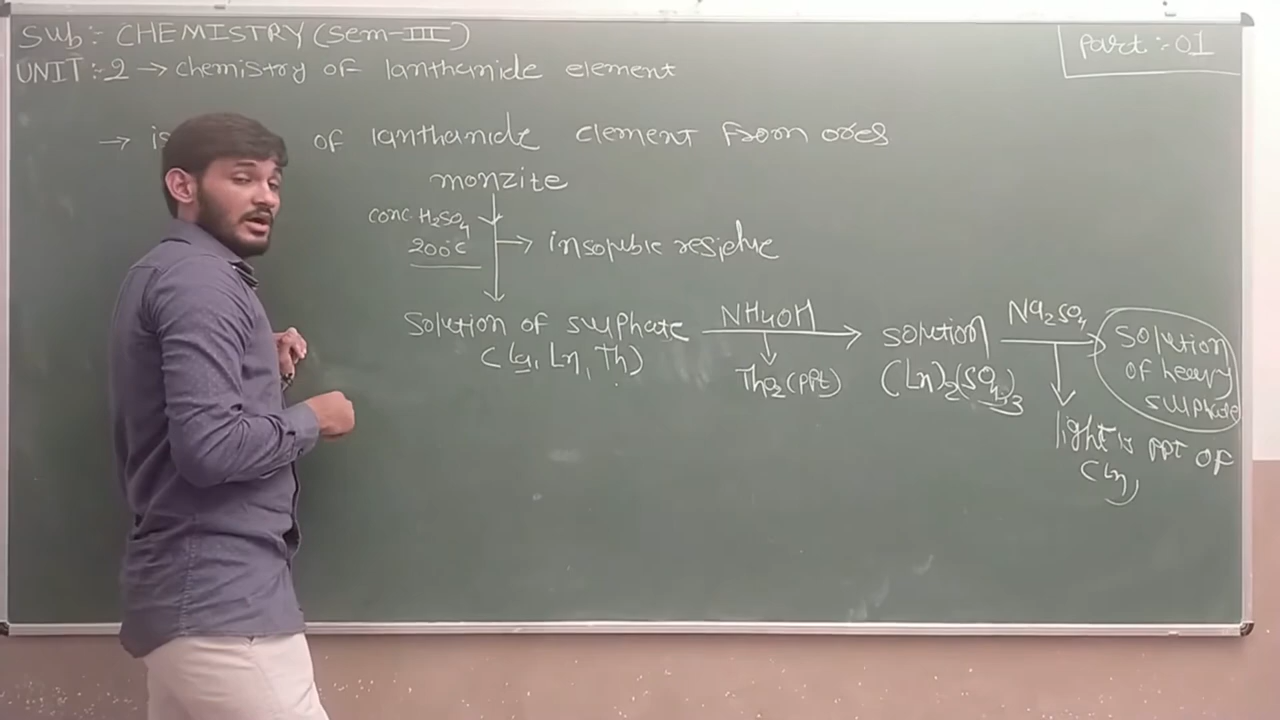 Sub:- CHEMISTRY (Sem-III)
Part :-01
UNIT :-2 → Chemistry of lanthanide element
→ is of lanthanide element From ores
monzite
conc. H₂SO₄
200°C
→ insoluble residue
Solution of sulphate
(La, Ln, Th)
NH4OH
ThO₂ (PPt)
solution
(Ln)₂(SO₄)₃
Na₂SO₄
Solution
of heavy
sulphate
light is PPT OF
(Ln)